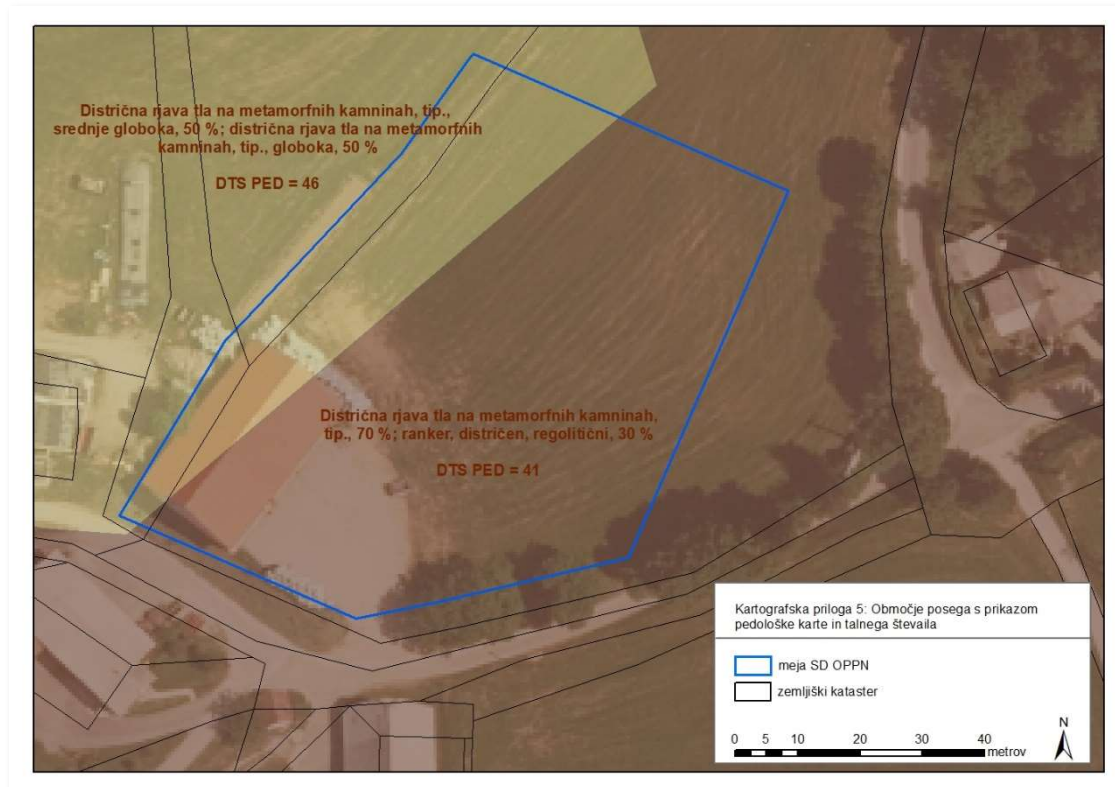 Distrična rjava tla na metamorfnih kamninah, tip.,
srednje globoka, 50 %; distrična rjava tla na metamorfnih
kamninah, tip., globoka, 50 %
DTS PED = 46
Distrična rjava tla na metamorfnih kamninah,
tip., 70 %; ranker, distričen, regolitični, 30 %
DTS PED = 41
Kartografska priloga 5: Območje posega s prikazom
pedološke karte in talnega števaila
meja SD OPPN
zemljiški kataster
N
0 5 10 20 30 40
metrov